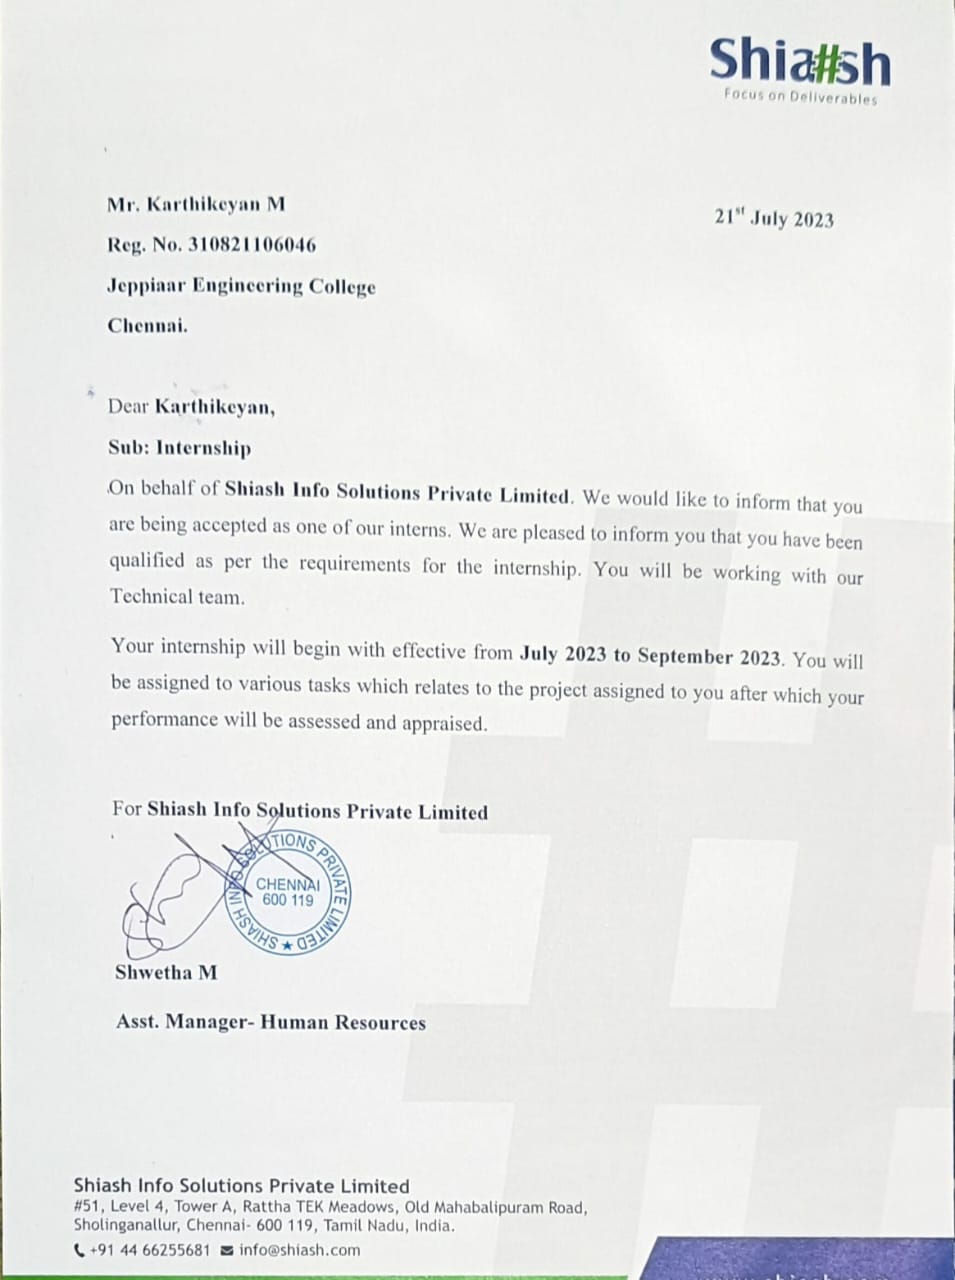 Shia#sh
Focus on Deliverables
Mr. Karthikeyan M
21st July 2023
Reg. No. 310821106046
Jeppiaar Engineering College
Chennai.
Dear Karthikeyan,
Sub: Internship
On behalf of Shiash Info Solutions Private Limited. We would like to inform that you
are being accepted as one of our interns. We are pleased to inform you that you have been
qualified as per the requirements for the internship. You will be working with our
Technical team.
Your internship will begin with effective from July 2023 to September 2023. You will
be assigned to various tasks which relates to the project assigned to you after which your
performance will be assessed and appraised.
For Shiash Info Solutions Private Limited
SHIASH INFO SOLUTIONS PRIVATE LIMITED ★
CHENNAI
600 119
Shwetha M
Asst. Manager- Human Resources
Shiash Info Solutions Private Limited
#51, Level 4, Tower A, Rattha TEK Meadows, Old Mahabalipuram Road,
Sholinganallur, Chennai- 600 119, Tamil Nadu, India.
+91 44 66255681 info@shiash.com